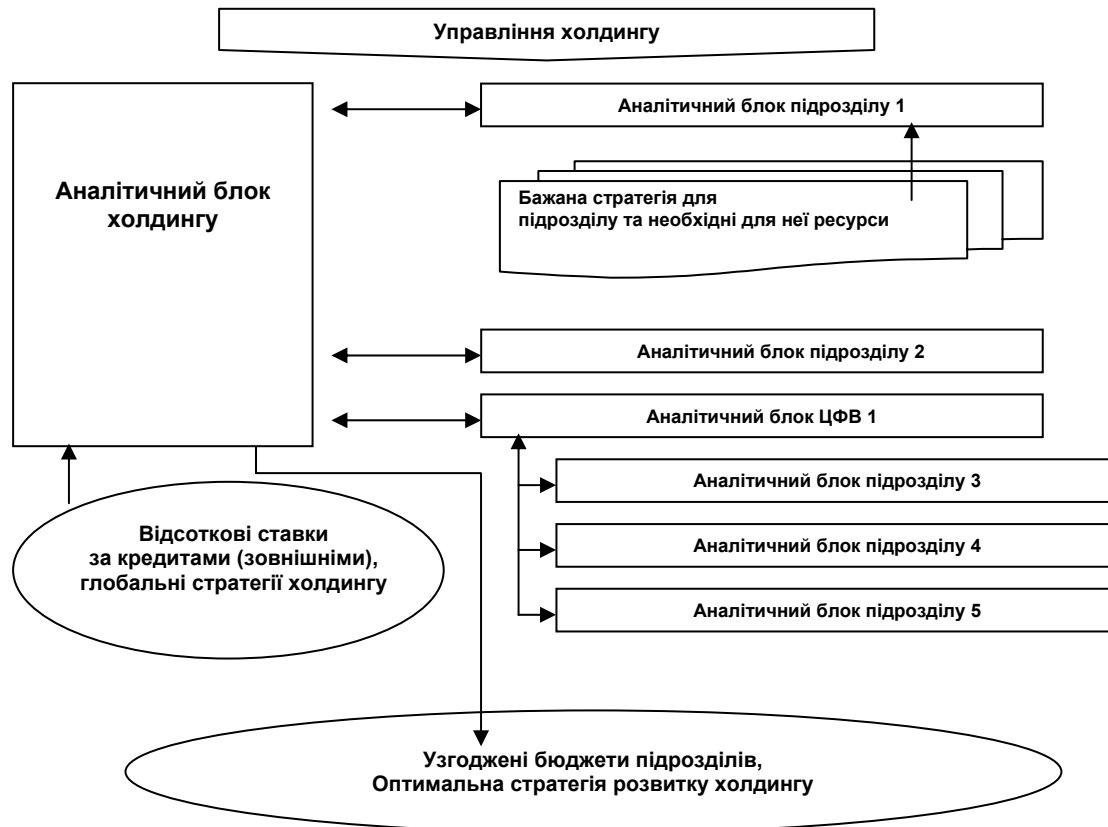 Управління холдингу
Аналітичний блок підрозділу 1
Аналітичний блок
холдингу
Бажана стратегія для
підрозділу та необхідні для неї ресурси
Аналітичний блок підрозділу 2
Аналітичний блок ЦФВ 1
Аналітичний блок підрозділу 3
Відсоткові ставки
за кредитами (зовнішніми),
глобальні стратегії холдингу
Аналітичний блок підрозділу 4
Аналітичний блок підрозділу 5
Узгоджені бюджети підрозділів,
Оптимальна стратегія розвитку холдингу